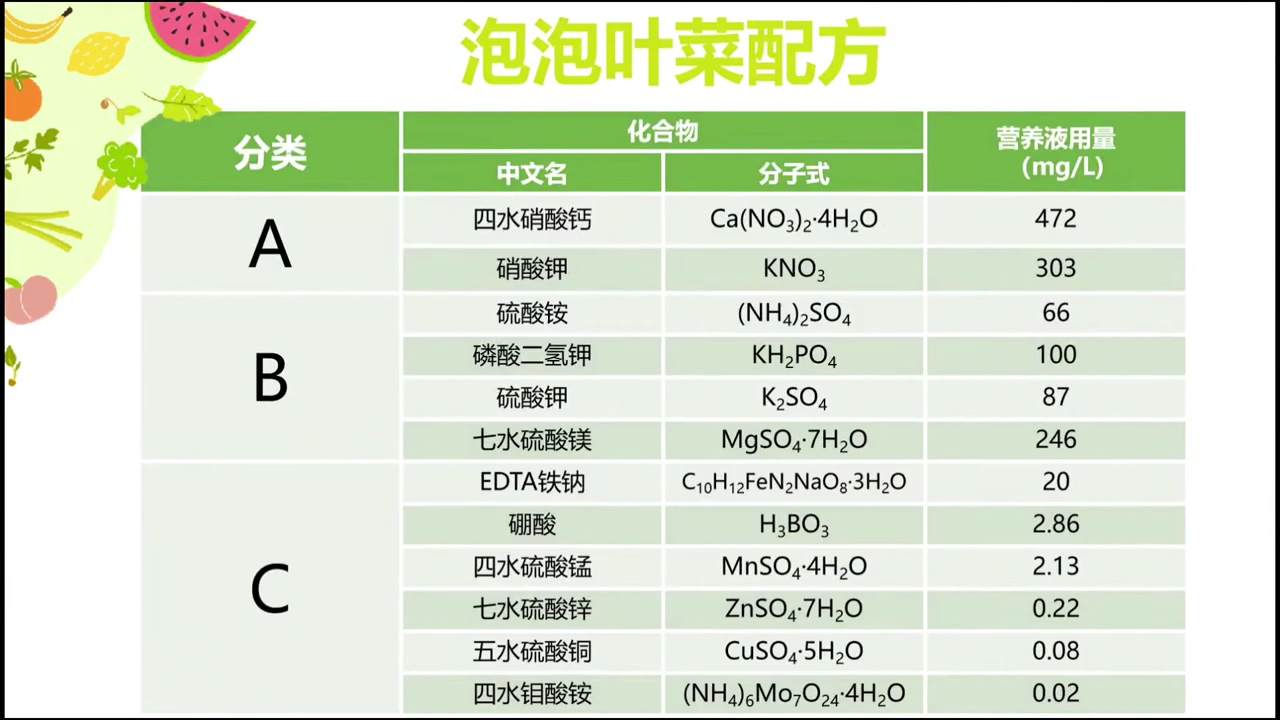 泡泡叶菜配方
分类 化合物 营养液用量
(mg/L)
中文名 分子式
A 四水硝酸钙 Ca(NO₃)₂·4H₂O 472
硝酸钾 KNO₃ 303
B 硫酸铵 (NH₄)₂SO₄ 66
磷酸二氢钾 KH₂PO₄ 100
硫酸钾 K₂SO₄ 87
七水硫酸镁 MgSO₄·7H₂O 246
C EDTA铁钠 C₁₀H₁₂FeN₂NaO₈·3H₂O 20
硼酸 H₃BO₃ 2.86
四水硫酸锰 MnSO₄·4H₂O 2.13
七水硫酸锌 ZnSO₄·7H₂O 0.22
五水硫酸铜 CuSO₄·5H₂O 0.08
四水钼酸铵 (NH₄)₆Mo₇O₂₄·4H₂O 0.02